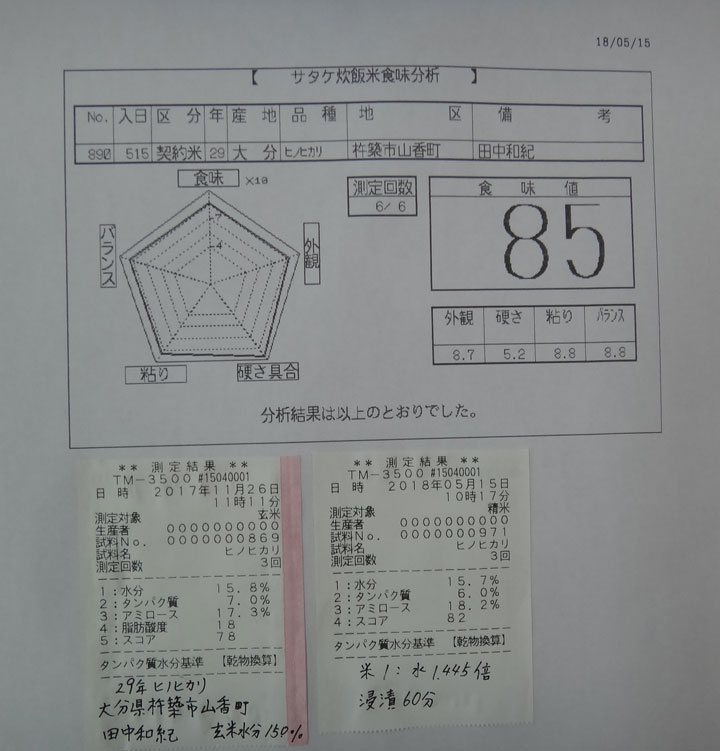 18/05/15
【 サタケ炊飯米食味分析 】
No. 入日 区分 年 産地 品種 地区 備考
890 515 契約米 29 大分 ヒノヒカリ 杵築市山香町 田中和紀
食味 ×10
外観
硬さ具合
粘り
バランス
7
4
測定回数
6/ 6
食味値
85
外観 硬さ 粘り バランス
8.7 5.2 8.8 8.8
分析結果は以上のとおりでした。
** 測定結果 **
TM-3500 #15040001
日時 2017年11月26日
11時11分
測定対象 玄米
生産者 0000000000
試料No. 0000000869
試料名 ヒノヒカリ
測定回数 3回
1:水分 15.8%
2:タンパク質 7.0%
3:アミロース 17.3%
4:脂肪酸度 18
5:スコア 78
タンパク質水分基準 【乾物換算】
29年ヒノヒカリ
大分県杵築市山香町
田中和紀 玄米水分15.0%
** 測定結果 **
TM-3500 #15040001
日時 2018年05月15日
10時17分
測定対象 精米
生産者 0000000000
試料No. 0000000971
試料名 ヒノヒカリ
測定回数 3回
1:水分 15.7%
2:タンパク質 6.0%
3:アミロース 18.2%
4:スコア 82
タンパク質水分基準 【乾物換算】
米1:水1.445倍
浸漬60分